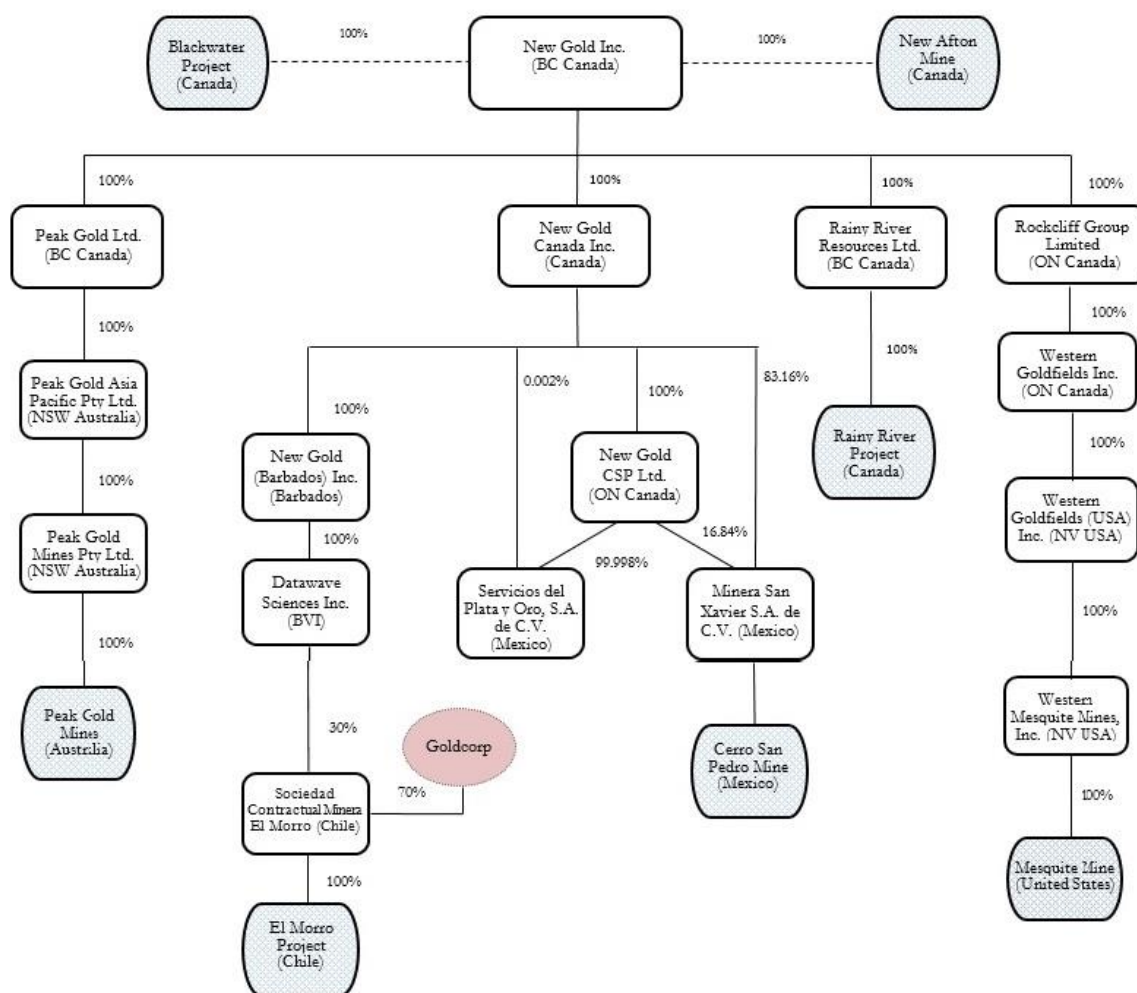 Blackwater
Project
(Canada)
100%
New Gold Inc.
(BC Canada)
100%
New Afton
Mine
(Canada)
100%
100%
100%
100%
Peak Gold Ltd.
(BC Canada)
New Gold
Canada Inc.
(Canada)
Rainy River
Resources Ltd.
(BC Canada)
Rockcliff Group
Limited
(ON Canada)
100%
100%
100%
Peak Gold Asia
Pacific Pty Ltd.
(NSW Australia)
Western
Goldfields Inc.
(ON Canada)
100%
0.002%
100%
83.16%
New Gold
(Barbados) Inc.
(Barbados)
New Gold
CSP Ltd.
(ON Canada)
Rainy River
Project
(Canada)
100%
100%
Peak Gold
Mines Pty Ltd.
(NSW Australia)
Western
Goldfields (USA)
Inc. (NV USA)
100%
99.998%
16.84%
Datawave
Sciences Inc.
(BVI)
Servicios del
Plata y Oro, S.A.
de C.V.
(Mexico)
Minera San
Xavier S.A. de
C.V. (Mexico)
100%
100%
Peak Gold
Mines
(Australia)
30%
Goldcorp
Western
Mesquite Mines,
Inc. (NV USA)
Cerro San
Pedro Mine
(Mexico)
70%
Sociedad
Contractual Minera
El Morro (Chile)
100%
100%
Mesquite Mine
(United States)
El Morro
Project
(Chile)